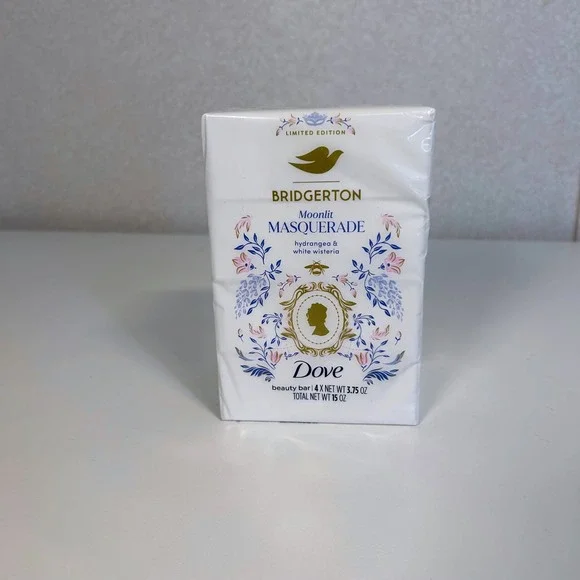 LIMITED EDITION
BRIDGERTON
Moonlit
MASQUERADE
hydrangea &
white wisteria
Dove
beauty bar | 4 X NET WT 3.75 OZ
TOTAL NET WT 15 OZ